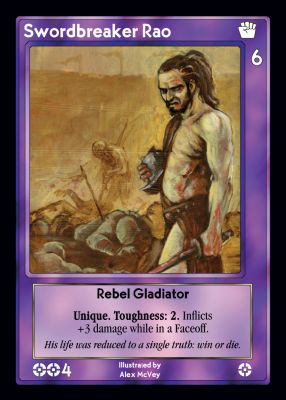 Swordbreaker Rao
6
Rebel Gladiator
Unique. Toughness: 2. Inflicts
+3 damage while in a Faceoff.
His life was reduced to a single truth: win or die.
4
Illustrated by
Alex McVey